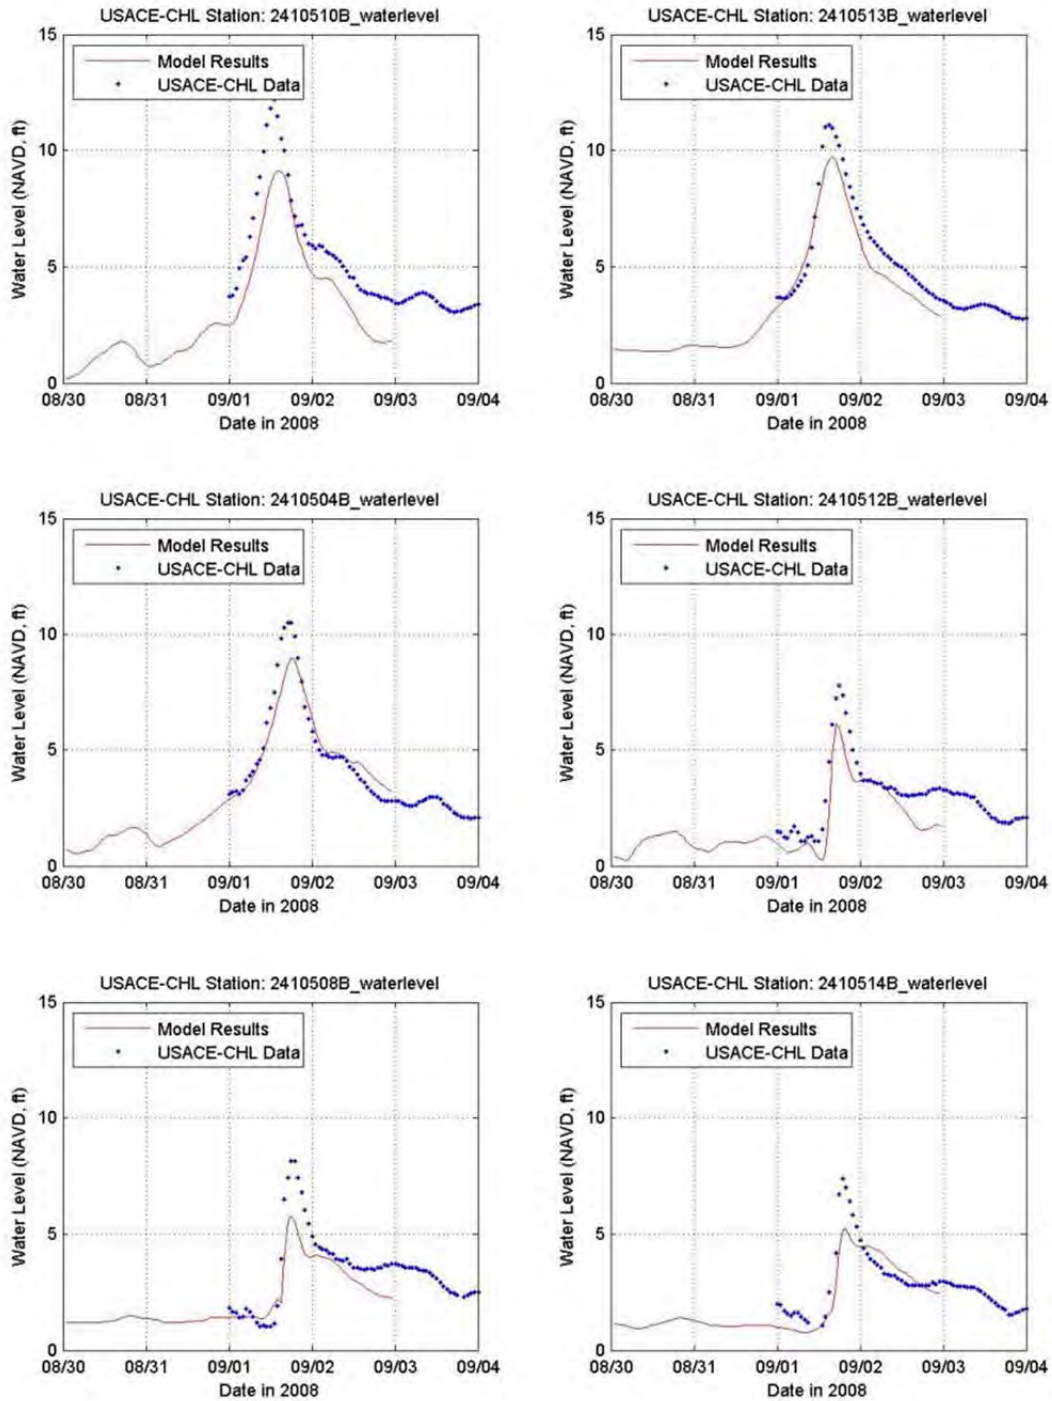 USACE-CHL Station: 2410510B_waterlevel
15
10
5
0
Water Level (NAVD, ft)
Model Results
USACE-CHL Data
08/30 08/31 09/01 09/02 09/03 09/04
Date in 2008
USACE-CHL Station: 2410513B_waterlevel
15
10
5
0
Water Level (NAVD, ft)
Model Results
USACE-CHL Data
08/30 08/31 09/01 09/02 09/03 09/04
Date in 2008
USACE-CHL Station: 2410504B_waterlevel
15
10
5
0
Water Level (NAVD, ft)
Model Results
USACE-CHL Data
08/30 08/31 09/01 09/02 09/03 09/04
Date in 2008
USACE-CHL Station: 2410512B_waterlevel
15
10
5
0
Water Level (NAVD, ft)
Model Results
USACE-CHL Data
08/30 08/31 09/01 09/02 09/03 09/04
Date in 2008
USACE-CHL Station: 2410508B_waterlevel
15
10
5
0
Water Level (NAVD, ft)
Model Results
USACE-CHL Data
08/30 08/31 09/01 09/02 09/03 09/04
Date in 2008
USACE-CHL Station: 2410514B_waterlevel
15
10
5
0
Water Level (NAVD, ft)
Model Results
USACE-CHL Data
08/30 08/31 09/01 09/02 09/03 09/04
Date in 2008